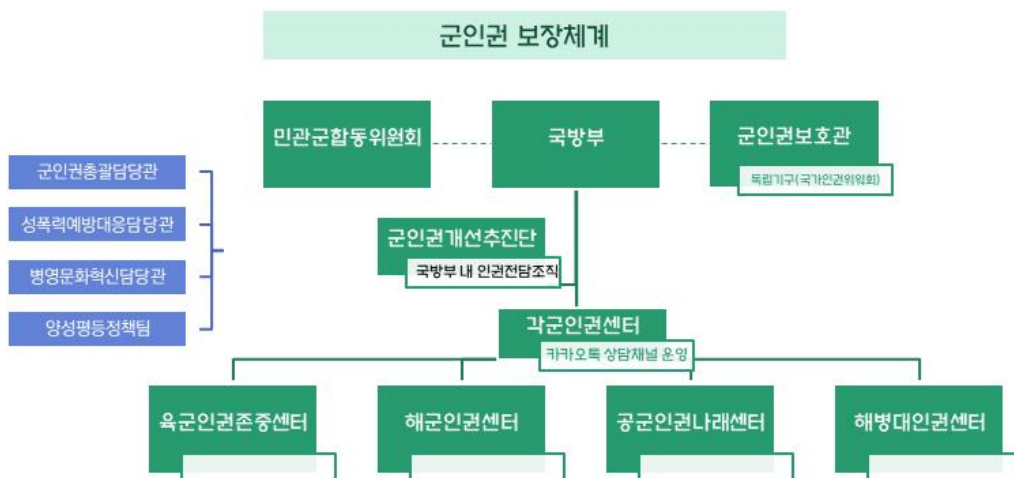 군인권 보장체계
민관군합동위원회
국방부
군인권보호관
독립기구(국가인권위원회)
군인권총괄담당관
성폭력예방대응담당관
병영문화혁신담당관
양성평등정책팀
군인권개선추진단
국방부 내 인권전담조직
각군인권센터
카카오톡 상담채널 운영
육군인권존중센터
해군인권센터
공군인권나래센터
해병대인권센터